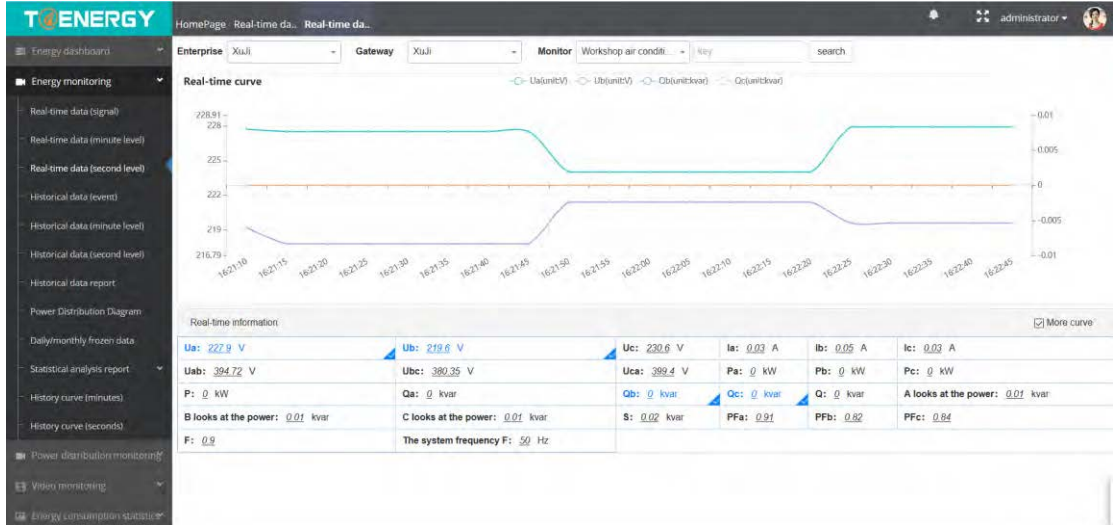 T@ENERGY
HomePage Real-time da.. Real-time da..
administrator
Energy dashboard
Enterprise XuJi Gateway XuJi Monitor Workshop air conditi... key search
Energy monitoring
Real-time curve
Ua(unit:V) Ub(unit:V) Qb(unit:kvar) Qc(unit:kvar)
Real-time data (signal)
Real-time data (minute level)
Real-time data (second level)
Historical data (event)
Historical data (minute level)
Historical data (second level)
Historical data report
Power Distribution Diagram
Daily/monthly frozen data
Statistical analysis report
History curve (minutes)
History curve (seconds)
Power distribution monitoring
Video monitoring
Energy consumption statistics
228.91
228
225
222
219
216.79
0.01
0.005
0
-0.005
-0.01
16:21:10 16:21:15 16:21:20 16:21:25 16:21:30 16:21:35 16:21:40 16:21:45 16:21:50 16:21:55 16:22:00 16:22:05 16:22:10 16:22:15 16:22:20 16:22:25 16:22:30 16:22:35 16:22:40 16:22:45
Real-time information More curve
Ua: 227.9 V Ub: 219.6 V Uc: 230.6 V Ia: 0.03 A Ib: 0.05 A Ic: 0.03 A
Uab: 394.72 V Ubc: 380.35 V Uca: 399.4 V Pa: 0 kW Pb: 0 kW Pc: 0 kW
P: 0 kW Qa: 0 kvar Qb: 0 kvar Qc: 0 kvar Q: 0 kvar A looks at the power: 0.01 kvar
B looks at the power: 0.01 kvar C looks at the power: 0.01 kvar S: 0.02 kvar PFa: 0.91 PFb: 0.82 PFc: 0.84
F: 0.9 The system frequency F: 50 Hz